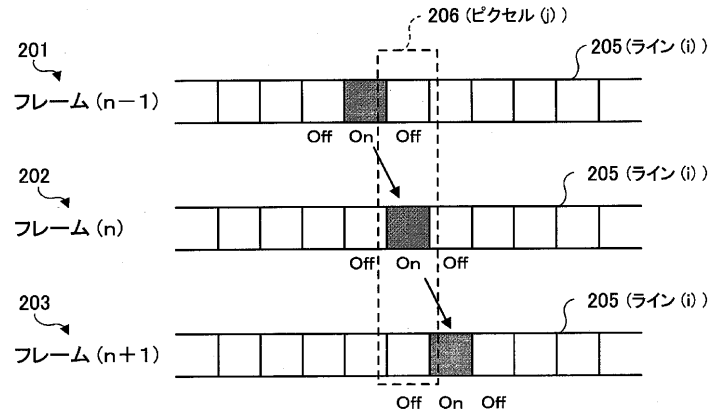 206 (ピクセル(j))
201
205 (ライン(i))
フレーム(n−1)
Off On Off
202
205 (ライン(i))
フレーム(n)
Off On Off
203
205 (ライン(i))
フレーム(n+1)
Off On Off